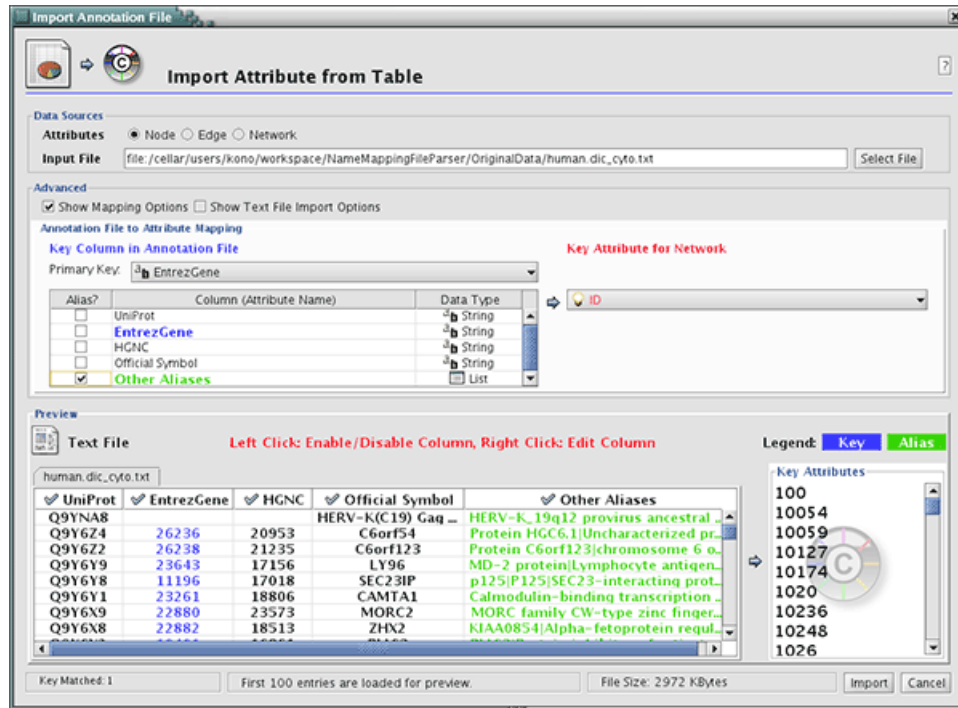 Import Annotation File
Import Attribute from Table
?
Data Sources
Attributes Node Edge Network
Input File file:/cellar/users/kono/workspace/NameMappingFileParser/OriginalData/human.dic_cyto.txt Select File
Advanced
Show Mapping Options Show Text File Import Options
Annotation File to Attribute Mapping
Key Column in Annotation File Key Attribute for Network
Primary Key: ab EntrezGene
ID
Alias? Column (Attribute Name) Data Type
UniProt ab String
EntrezGene ab String
HGNC ab String
Official Symbol ab String
Other Aliases List
Preview
Text File Left Click: Enable/Disable Column, Right Click: Edit Column Legend: Key Alias
human.dic_cyto.txt
UniProt EntrezGene HGNC Official Symbol Other Aliases
Q9YNA8 HERV-K(C19) Gag ... HERV-K_19q12 provirus ancestral ...
Q9Y6Z4 26236 20953 C6orf54 Protein HGC6.1|Uncharacterized pr...
Q9Y6Z2 26238 21235 C6orf123 Protein C6orf123|chromosome 6 o...
Q9Y6Y9 23643 17156 LY96 MD-2 protein|Lymphocyte antigen...
Q9Y6Y8 11196 17018 SEC23IP p125|P125|SEC23-interacting prot...
Q9Y6Y1 23261 18806 CAMTA1 Calmodulin-binding transcription ...
Q9Y6X9 22880 23573 MORC2 MORC family CW-type zinc finger...
Q9Y6X8 22882 18513 ZHX2 KIAA0854|Alpha-fetoprotein regul...
Key Attributes
100
10054
10059
10127
10174
1020
10236
10248
1026
C
Key Matched: 1 First 100 entries are loaded for preview. File Size: 2972 KBytes Import Cancel